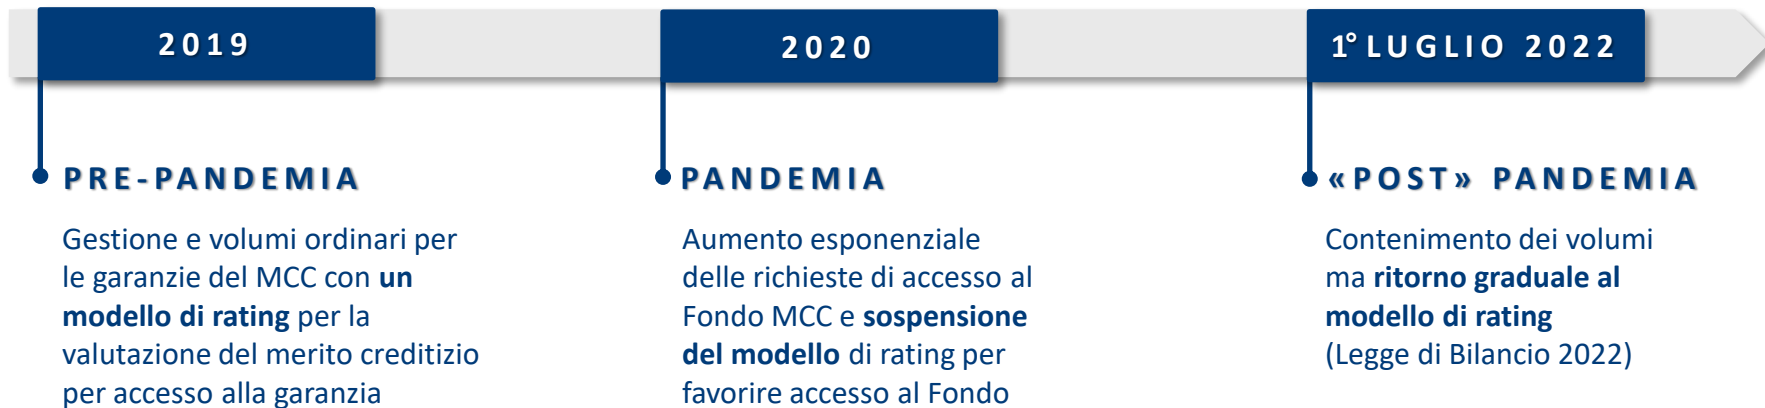 2019
2020
1° LUGLIO 2022
PRE-PANDEMIA
Gestione e volumi ordinari per
le garanzie del MCC con un
modello di rating per la
valutazione del merito creditizio
per accesso alla garanzia
PANDEMIA
Aumento esponenziale
delle richieste di accesso al
Fondo MCC e sospensione
del modello di rating per
favorire accesso al Fondo
«POST» PANDEMIA
Contenimento dei volumi
ma ritorno graduale al
modello di rating
(Legge di Bilancio 2022)